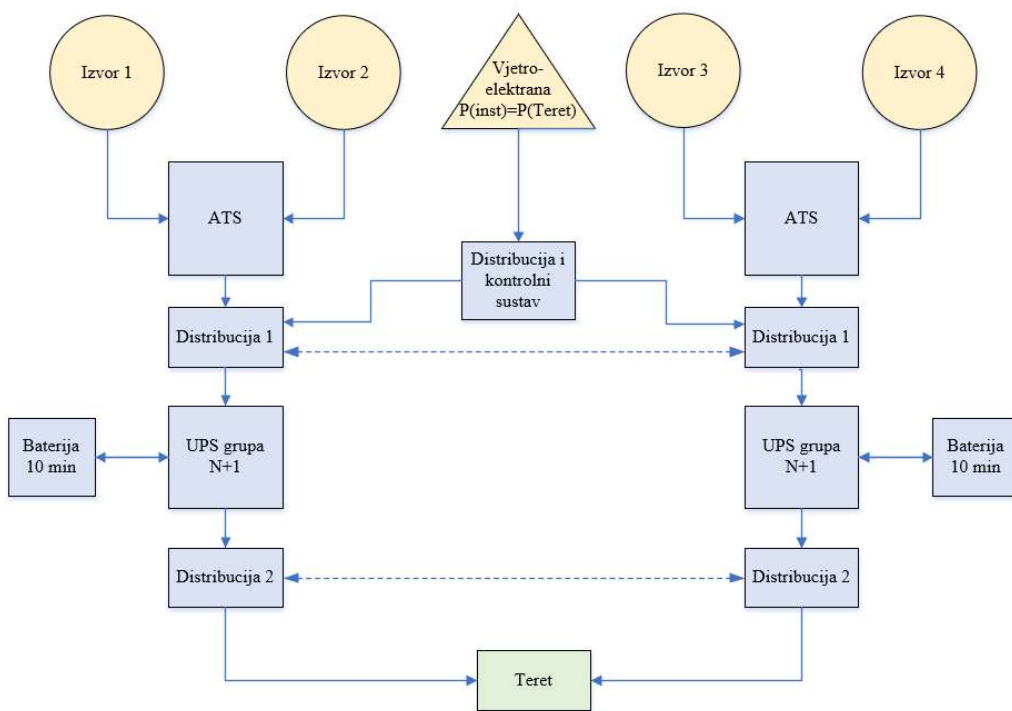 Izvor 1
Izvor 2
Vjetro-
elektrana
P(inst)=P(Teret)
Izvor 3
Izvor 4
ATS
ATS
Distribucija i
kontrolni
sustav
Distribucija 1
Distribucija 1
Baterija
10 min
UPS grupa
N+1
UPS grupa
N+1
Baterija
10 min
Distribucija 2
Distribucija 2
Teret